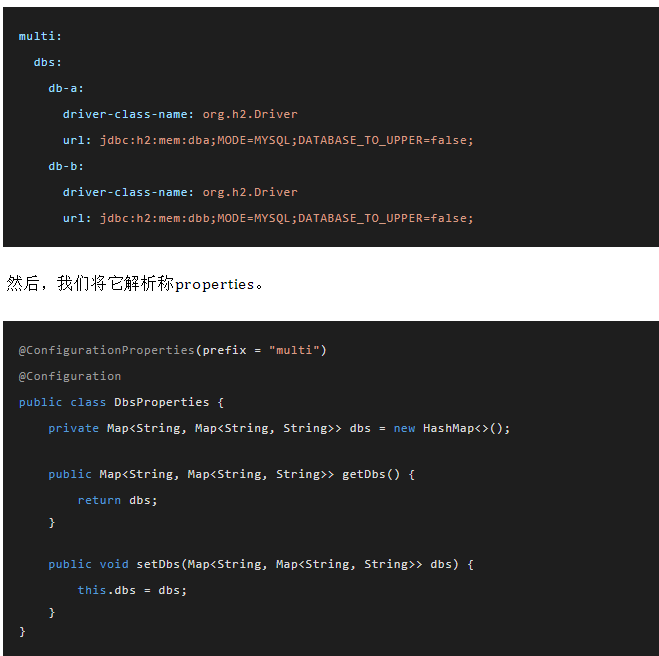 multi:
  dbs:
    db-a:
      driver-class-name: org.h2.Driver
      url: jdbc:h2:mem:dba;MODE=MYSQL;DATABASE_TO_UPPER=false;
    db-b:
      driver-class-name: org.h2.Driver
      url: jdbc:h2:mem:dbb;MODE=MYSQL;DATABASE_TO_UPPER=false;
然后，我们将它解析称properties。
@ConfigurationProperties(prefix = "multi")
@Configuration
public class DbsProperties {
    private Map<String, Map<String, String>> dbs = new HashMap<>();
    public Map<String, Map<String, String>> getDbs() {
        return dbs;
    }
    public void setDbs(Map<String, Map<String, String>> dbs) {
        this.dbs = dbs;
    }
}